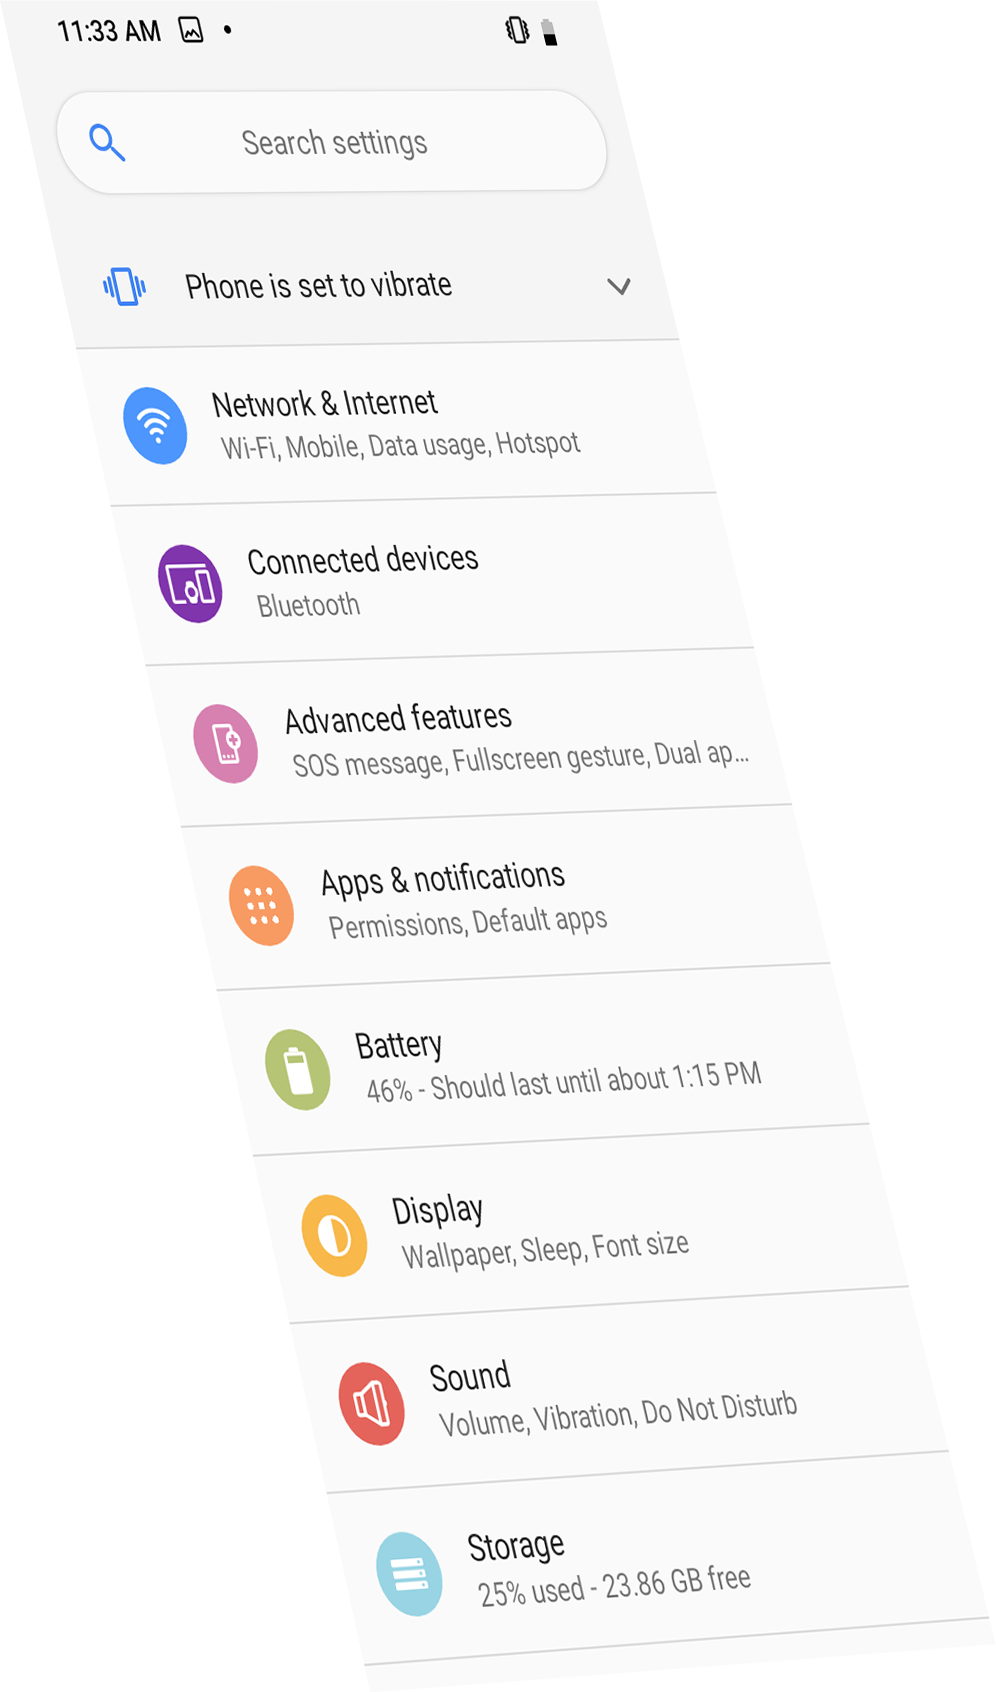 11:33 AM
Search settings
Phone is set to vibrate
Network & Internet
Wi-Fi, Mobile, Data usage, Hotspot
Connected devices
Bluetooth
Advanced features
SOS message, Fullscreen gesture, Dual ap...
Apps & notifications
Permissions, Default apps
Battery
46% - Should last until about 1:15 PM
Display
Wallpaper, Sleep, Font size
Sound
Volume, Vibration, Do Not Disturb
Storage
25% used - 23.86 GB free